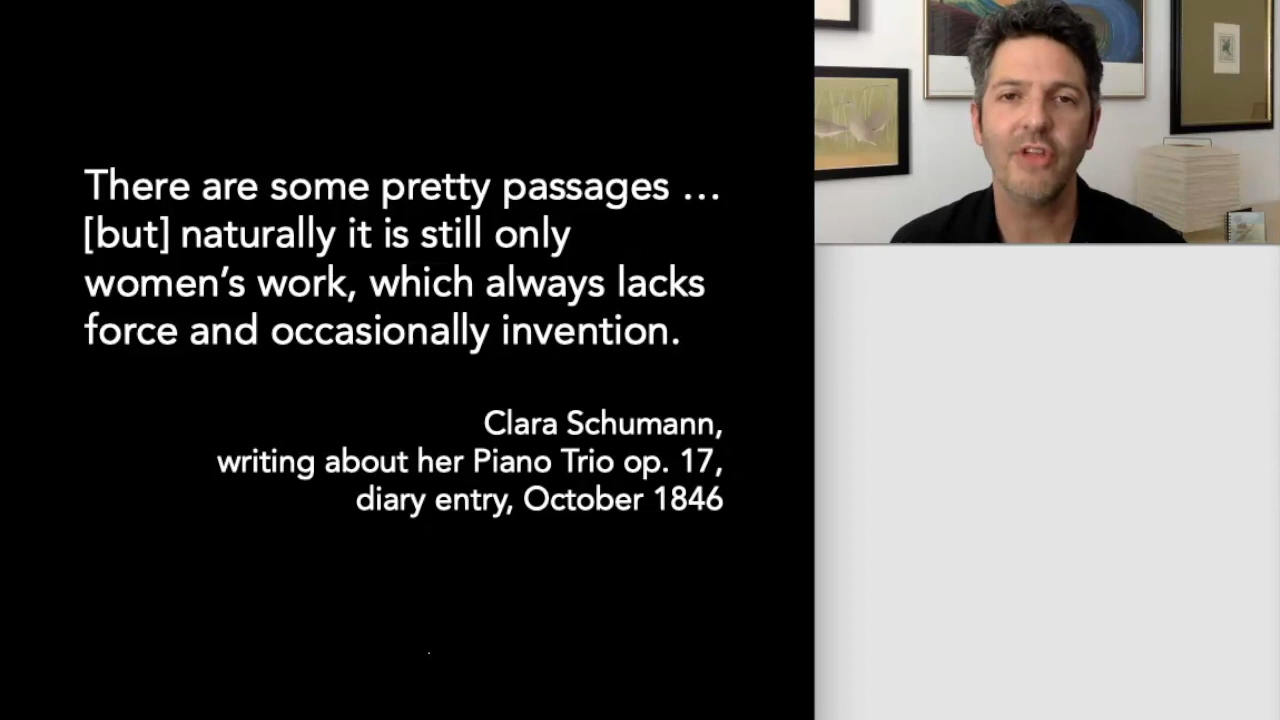 There are some pretty passages …
[but] naturally it is still only
women’s work, which always lacks
force and occasionally invention.
Clara Schumann,
writing about her Piano Trio op. 17,
diary entry, October 1846